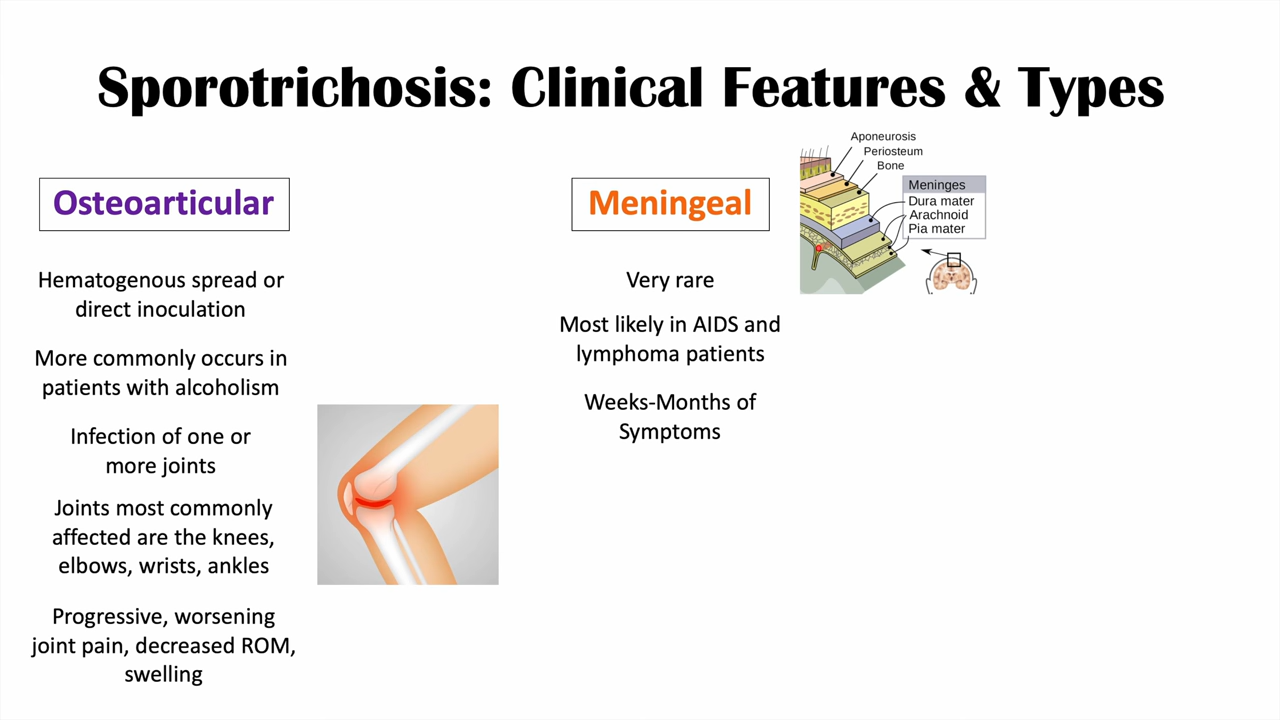 Sporotrichosis: Clinical Features & Types
Osteoarticular
Hematogenous spread or
direct inoculation
More commonly occurs in
patients with alcoholism
Infection of one or
more joints
Joints most commonly
affected are the knees,
elbows, wrists, ankles
Progressive, worsening
joint pain, decreased ROM,
swelling
Meningeal
Very rare
Most likely in AIDS and
lymphoma patients
Weeks-Months of
Symptoms
Aponeurosis
Periosteum
Bone
Meninges
Dura mater
Arachnoid
Pia mater